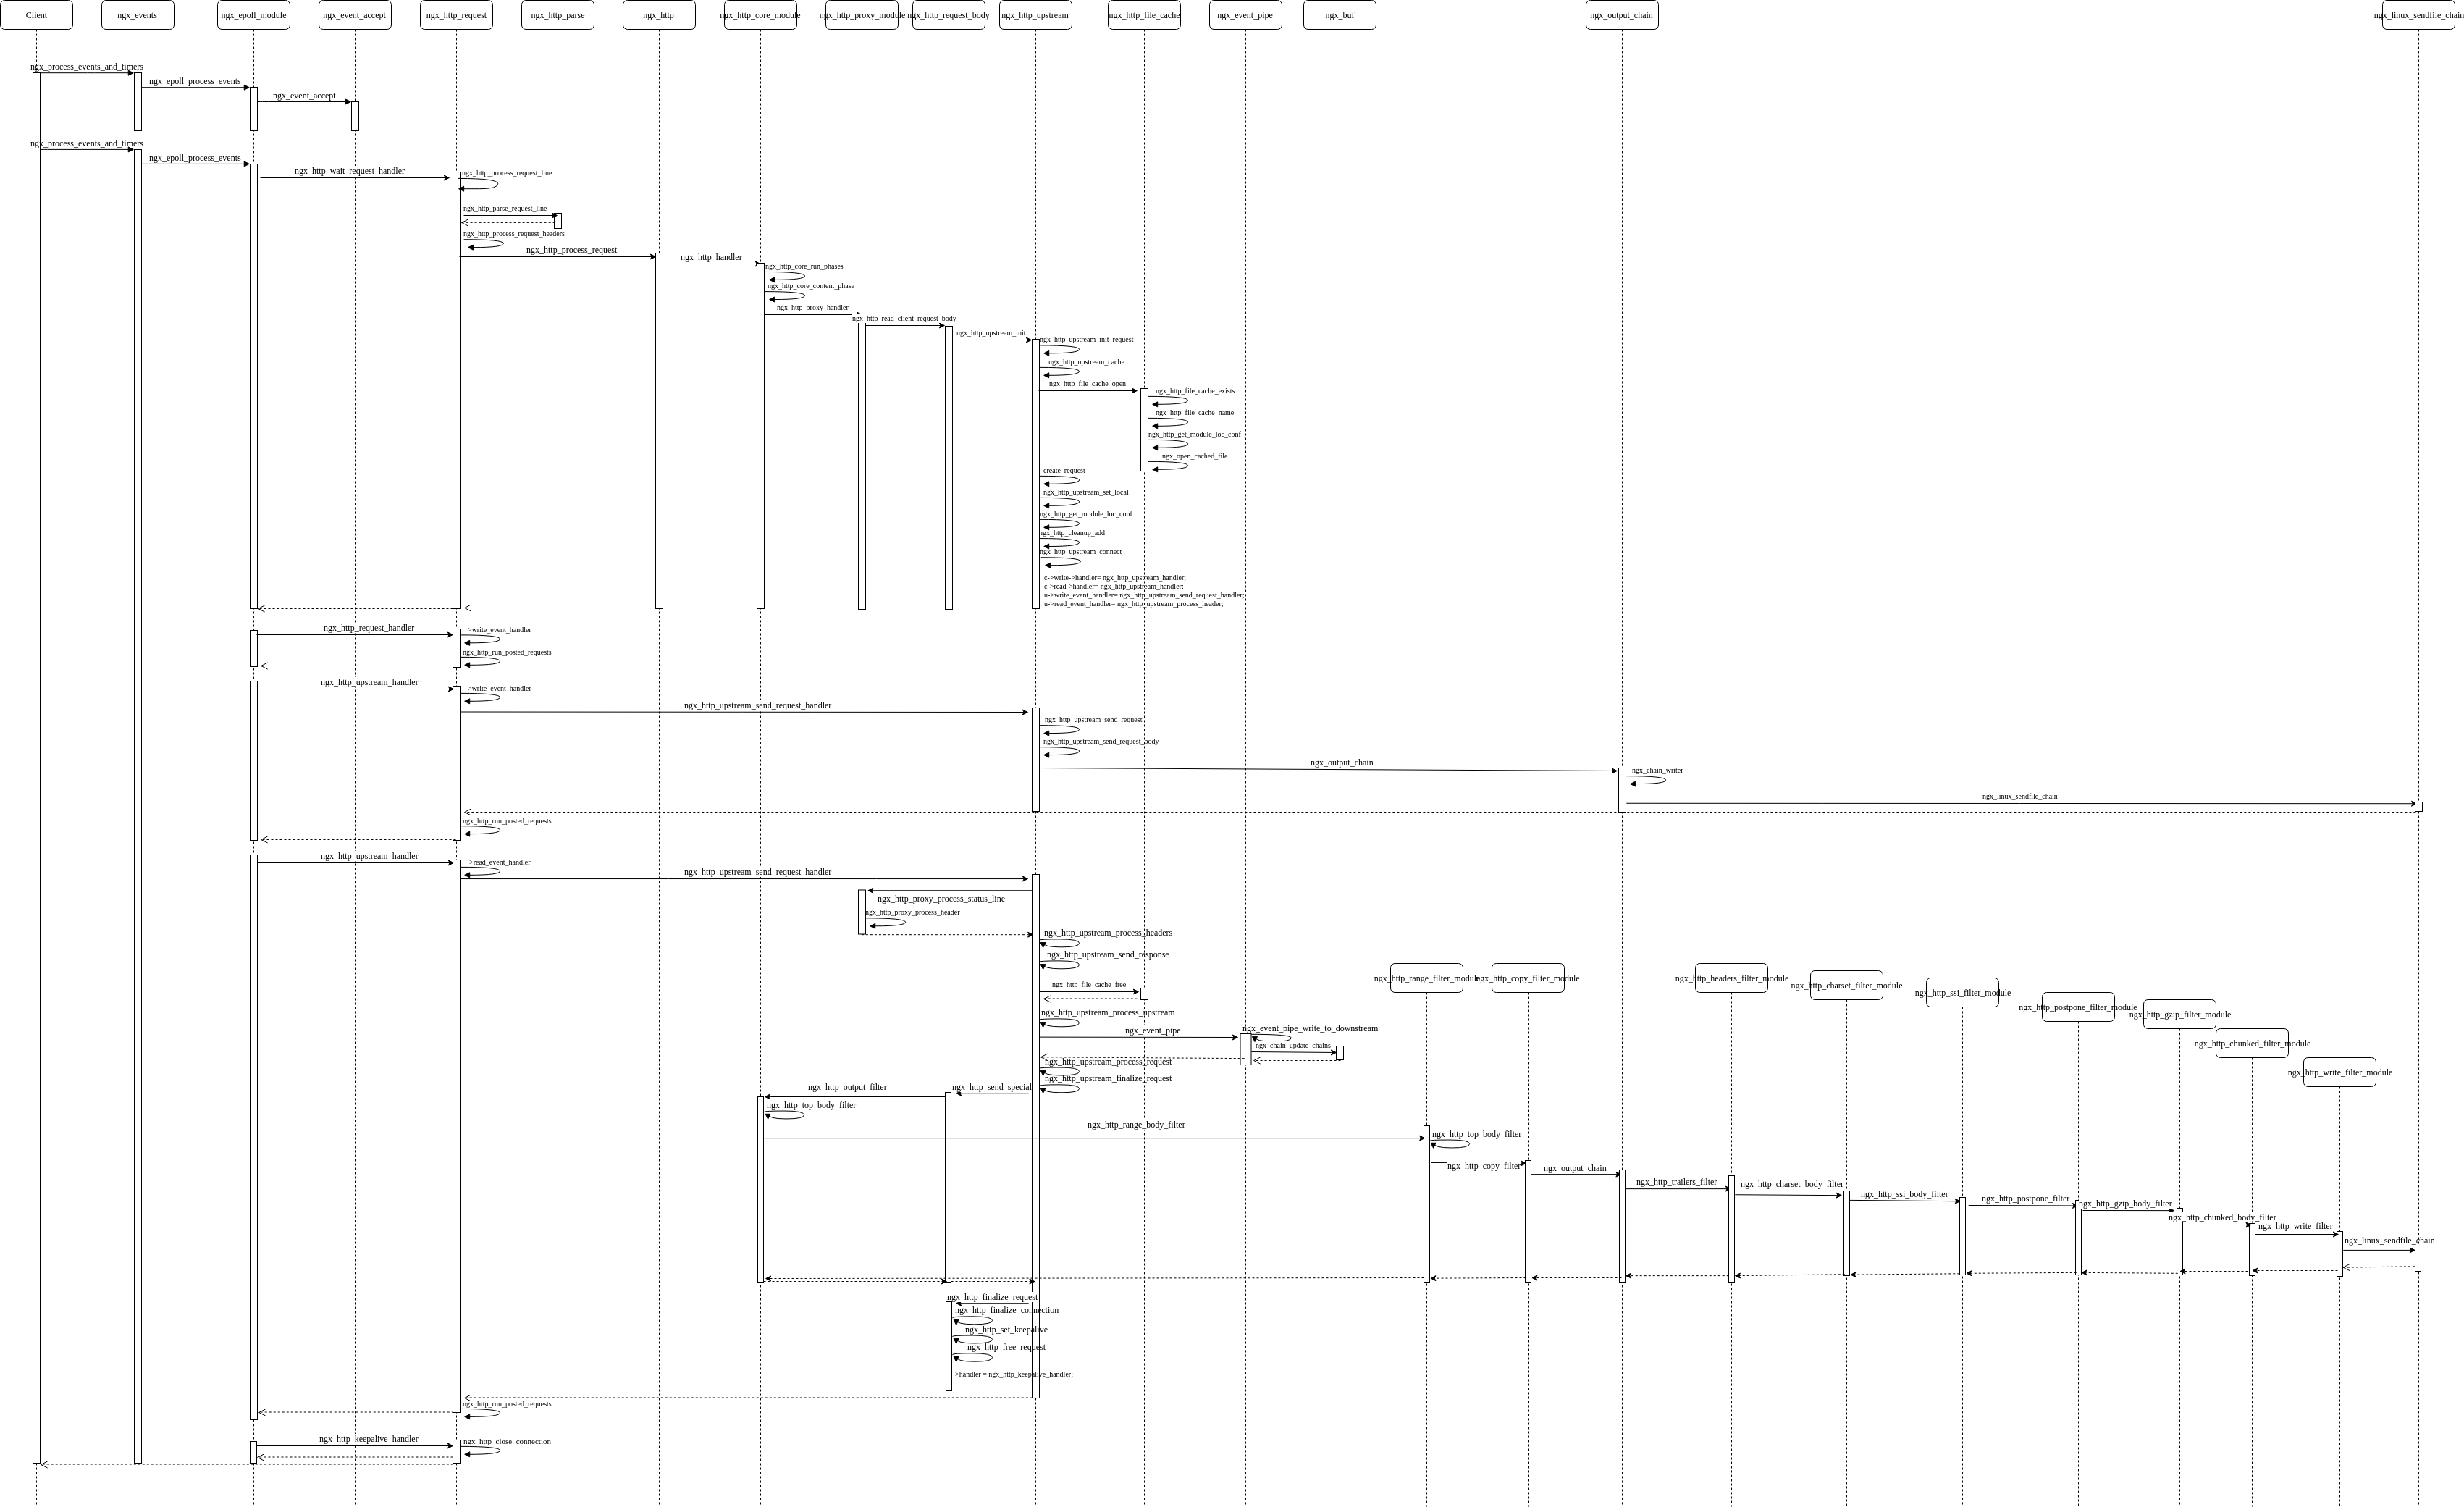 Client
ngx_events
ngx_epoll_module
ngx_event_accept
ngx_http_request
ngx_http_parse
ngx_http
ngx_http_core_module
ngx_http_proxy_module
ngx_http_request_body
ngx_http_upstream
ngx_http_file_cache
ngx_event_pipe
ngx_buf
ngx_output_chain
ngx_linux_sendfile_chain
ngx_process_events_and_timers
ngx_epoll_process_events
ngx_event_accept
ngx_process_events_and_timers
ngx_epoll_process_events
ngx_http_wait_request_handler
ngx_http_process_request_line
ngx_http_parse_request_line
ngx_http_process_request_headers
ngx_http_process_request
ngx_http_handler
ngx_http_core_run_phases
ngx_http_core_content_phase
ngx_http_proxy_handler
ngx_http_read_client_request_body
ngx_http_upstream_init
ngx_http_upstream_init_request
ngx_http_upstream_cache
ngx_http_file_cache_open
ngx_http_file_cache_exists
ngx_http_file_cache_name
ngx_http_get_module_loc_conf
ngx_open_cached_file
create_request
ngx_http_upstream_set_local
ngx_http_get_module_loc_conf
ngx_http_cleanup_add
ngx_http_upstream_connect
c->write->handler= ngx_http_upstream_handler;
c->read->handler= ngx_http_upstream_handler;
u->write_event_handler= ngx_http_upstream_send_request_handler;
u->read_event_handler= ngx_http_upstream_process_header;
ngx_http_request_handler
>write_event_handler
ngx_http_run_posted_requests
ngx_http_upstream_handler
>write_event_handler
ngx_http_upstream_send_request_handler
ngx_http_upstream_send_request
ngx_http_upstream_send_request_body
ngx_output_chain
ngx_chain_writer
ngx_linux_sendfile_chain
ngx_http_run_posted_requests
ngx_http_upstream_handler
>read_event_handler
ngx_http_upstream_send_request_handler
ngx_http_proxy_process_status_line
ngx_http_proxy_process_header
ngx_http_upstream_process_headers
ngx_http_upstream_send_response
ngx_http_range_filter_module
ngx_http_copy_filter_module
ngx_http_headers_filter_module
ngx_http_charset_filter_module
ngx_http_ssi_filter_module
ngx_http_postpone_filter_module
ngx_http_gzip_filter_module
ngx_http_chunked_filter_module
ngx_http_write_filter_module
ngx_http_file_cache_free
ngx_http_upstream_process_upstream
ngx_event_pipe
ngx_event_pipe_write_to_downstream
ngx_chain_update_chains
ngx_http_upstream_process_request
ngx_http_upstream_finalize_request
ngx_http_send_special
ngx_http_output_filter
ngx_http_top_body_filter
ngx_http_range_body_filter
ngx_http_top_body_filter
ngx_http_copy_filter
ngx_output_chain
ngx_http_trailers_filter
ngx_http_charset_body_filter
ngx_http_ssi_body_filter
ngx_http_postpone_filter
ngx_http_gzip_body_filter
ngx_http_chunked_body_filter
ngx_http_write_filter
ngx_linux_sendfile_chain
ngx_http_finalize_request
ngx_http_finalize_connection
ngx_http_set_keepalive
ngx_http_free_request
>handler = ngx_http_keepalive_handler;
ngx_http_run_posted_requests
ngx_http_keepalive_handler
ngx_http_close_connection